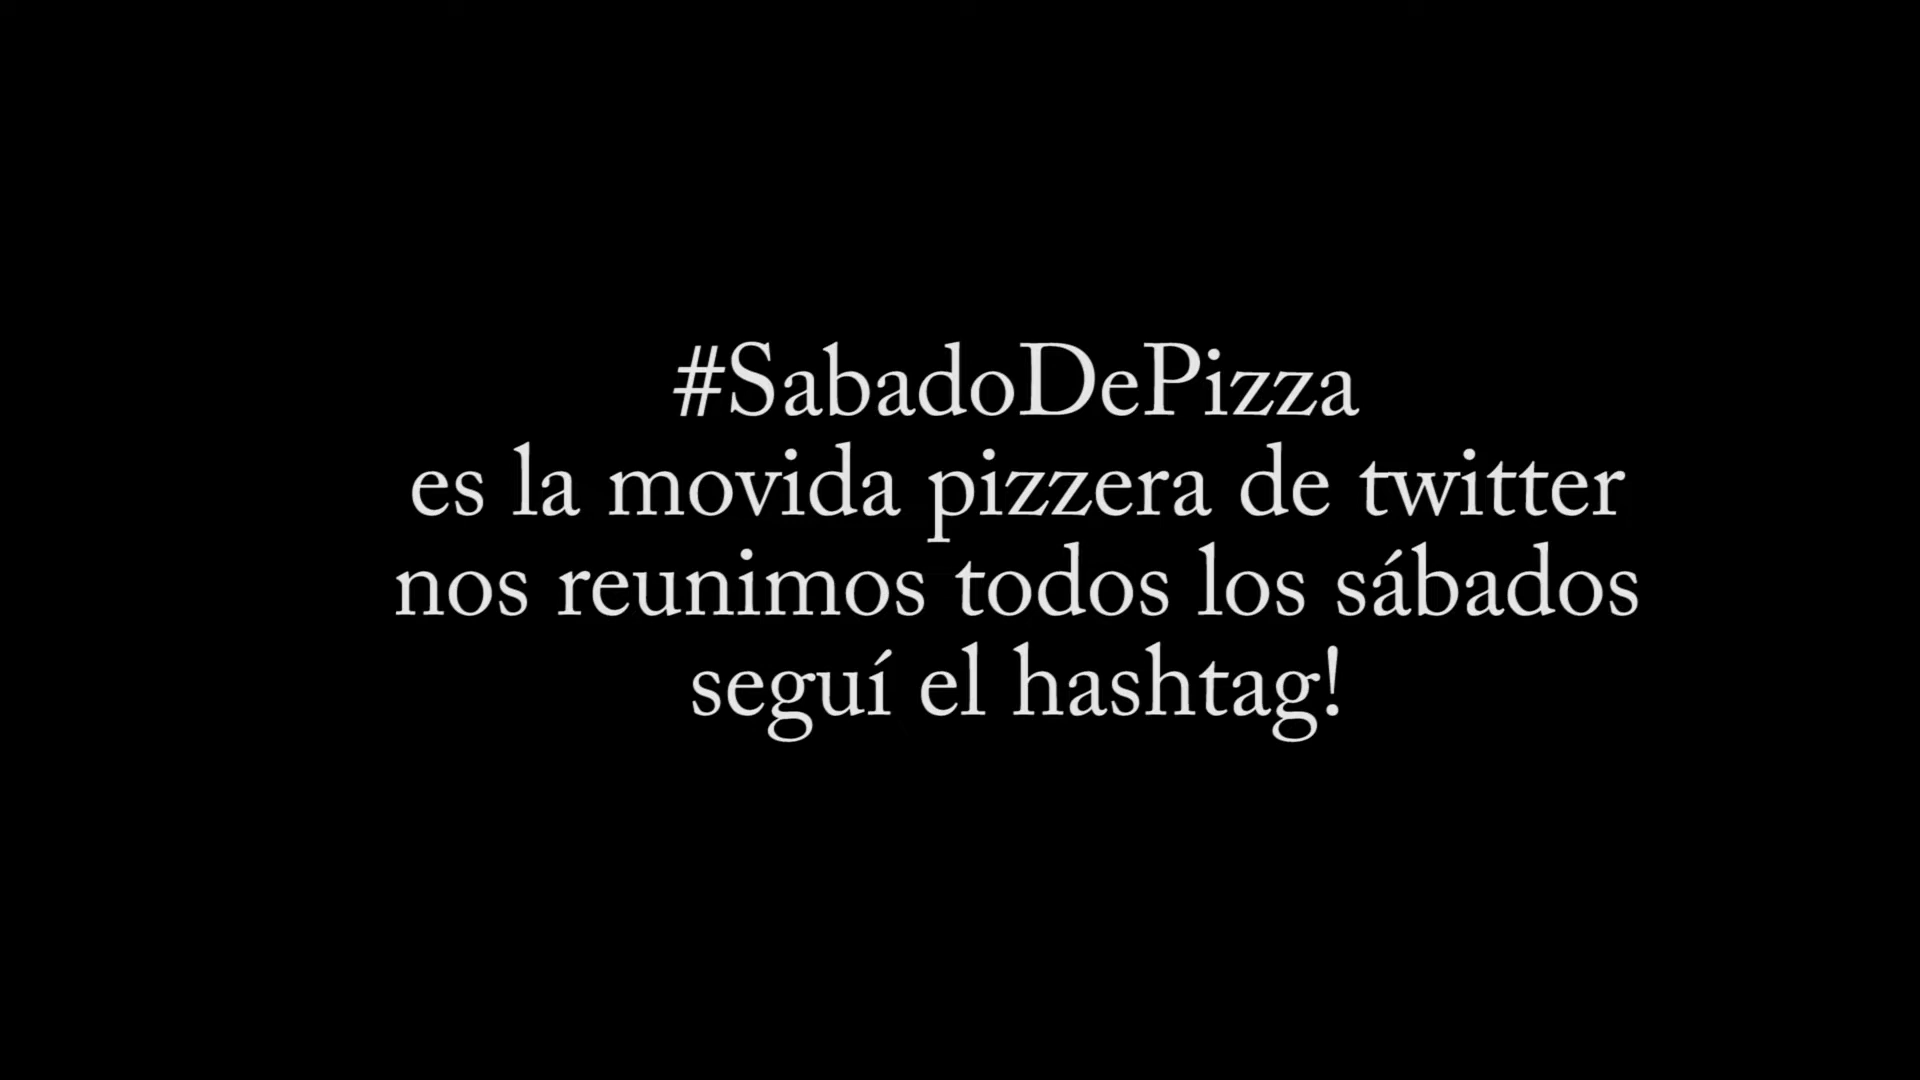 #SabadoDePizza
es la movida pizzera de twitter
nos reunimos todos los sábados
seguí el hashtag!